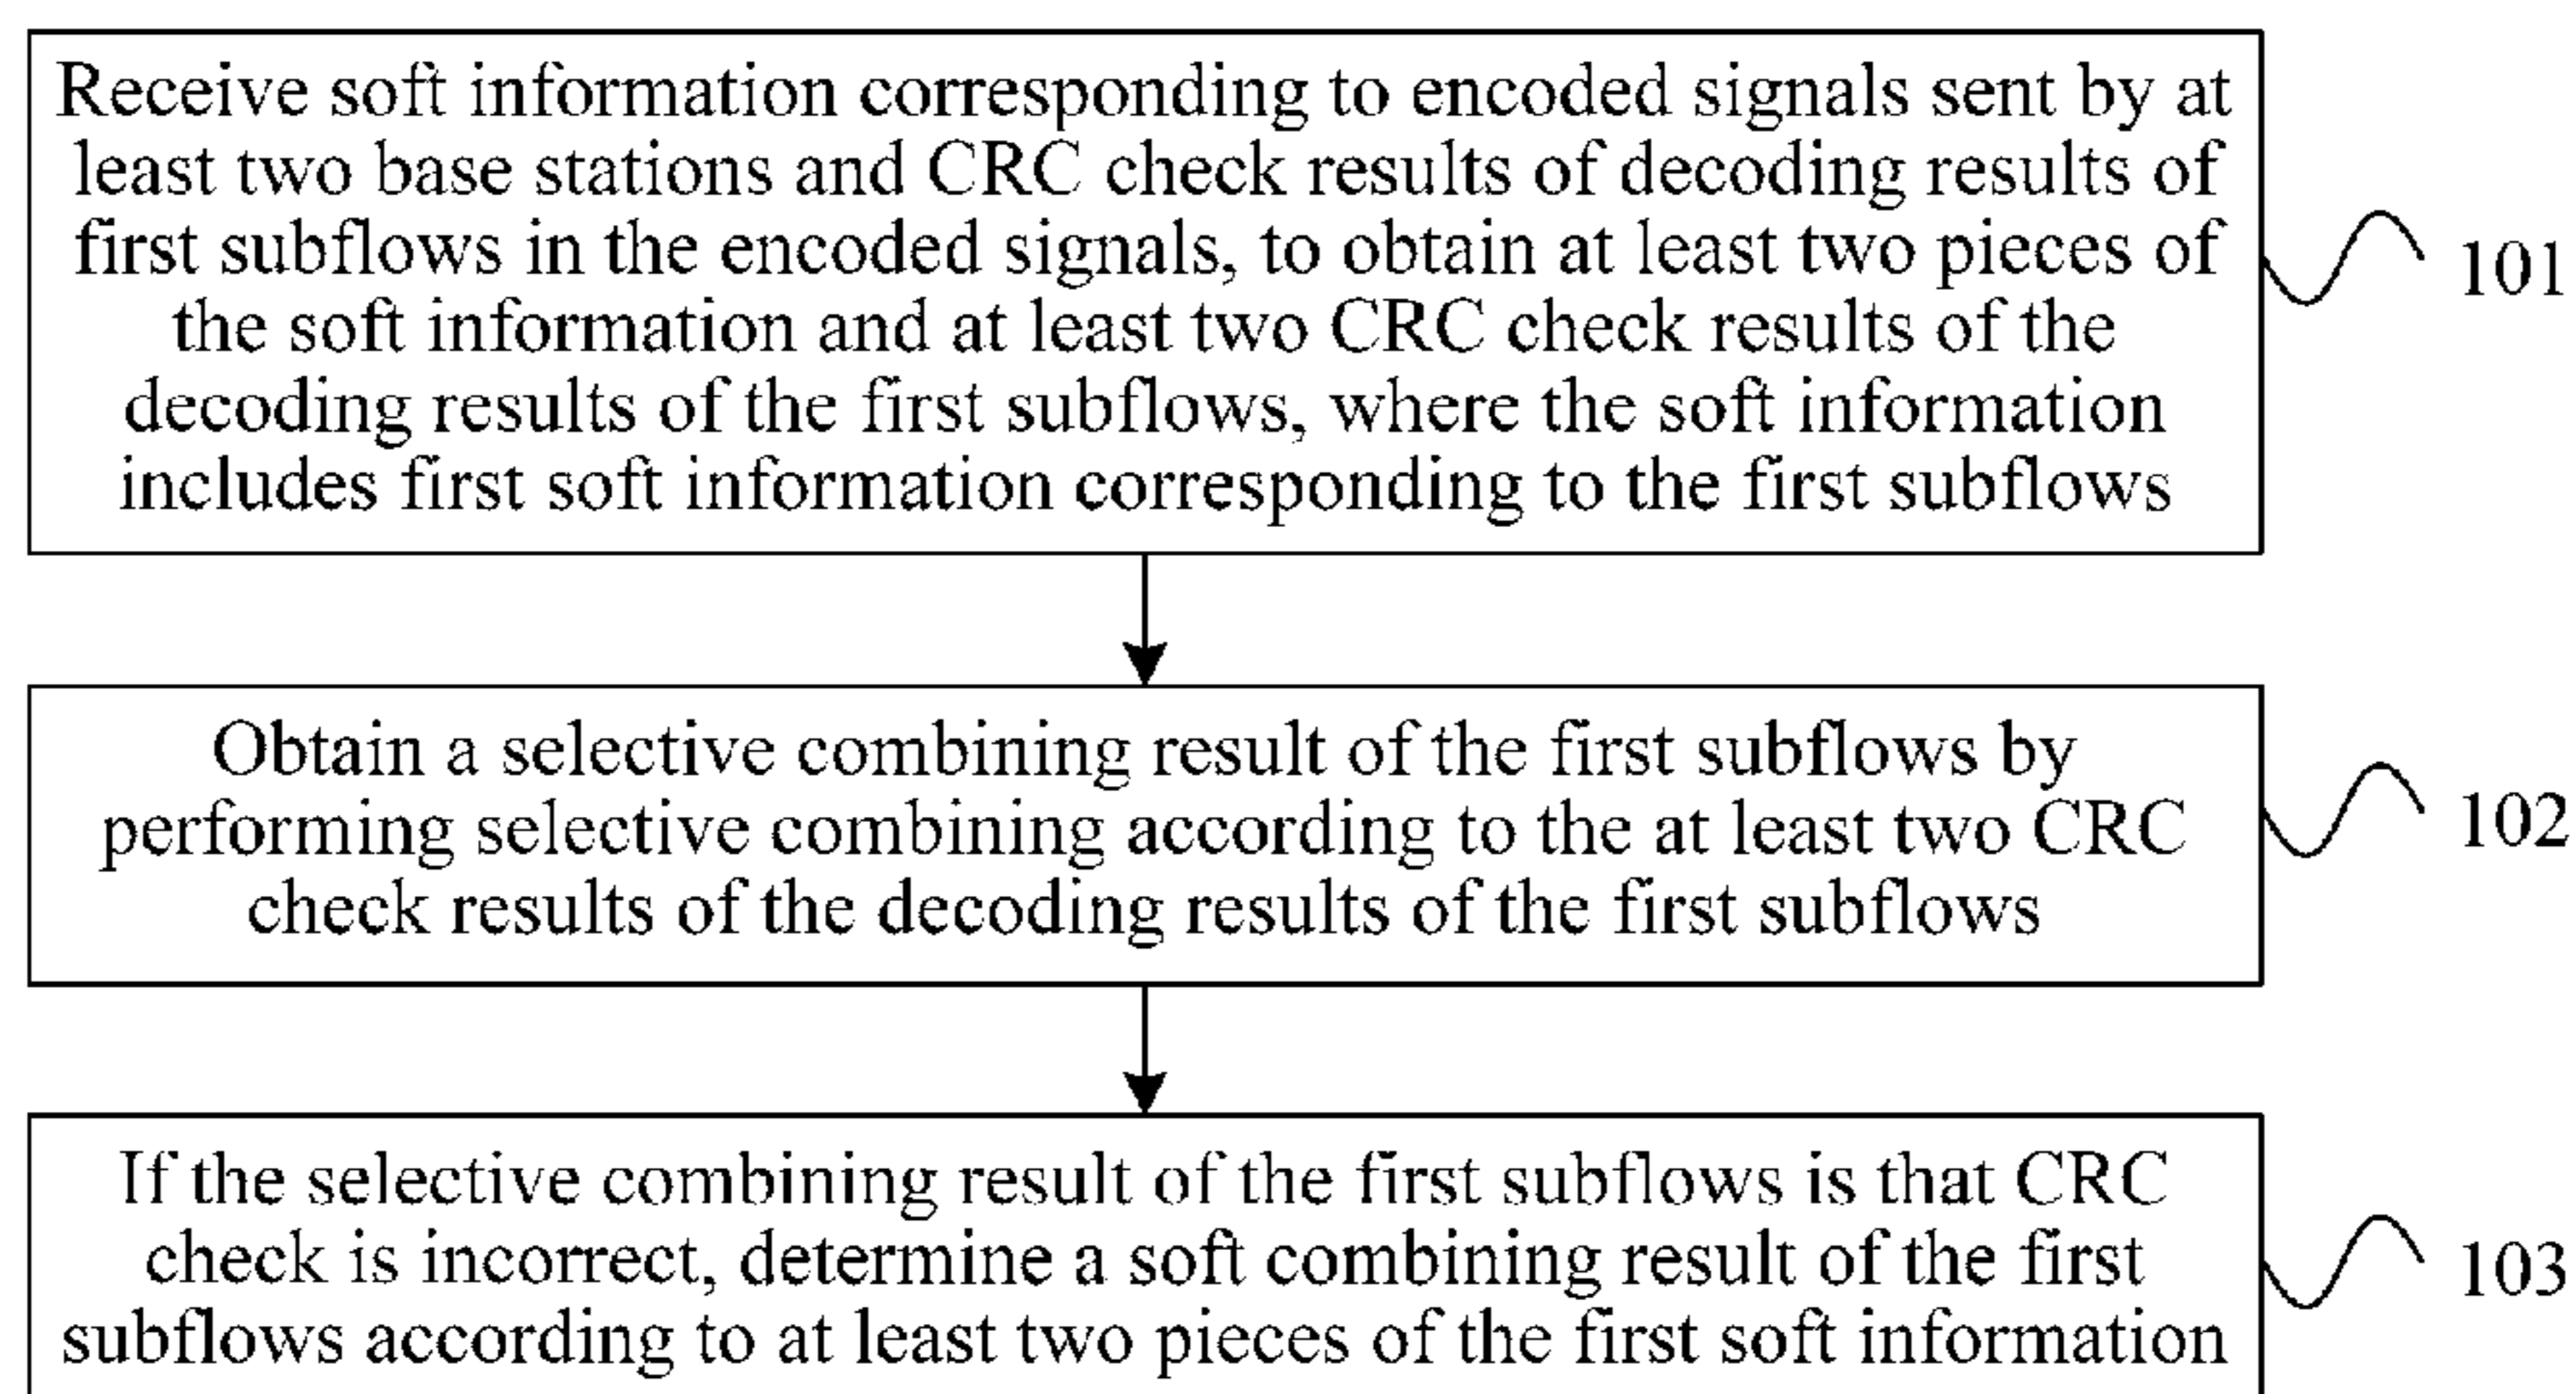 Receive soft information corresponding to encoded signals sent by at
least two base stations and CRC check results of decoding results of
first subflows in the encoded signals, to obtain at least two pieces of
the soft information and at least two CRC check results of the
decoding results of the first subflows, where the soft information
includes first soft information corresponding to the first subflows
101
Obtain a selective combining result of the first subflows by
performing selective combining according to the at least two CRC
check results of the decoding results of the first subflows
102
If the selective combining result of the first subflows is that CRC
check is incorrect, determine a soft combining result of the first
subflows according to at least two pieces of the first soft information
103